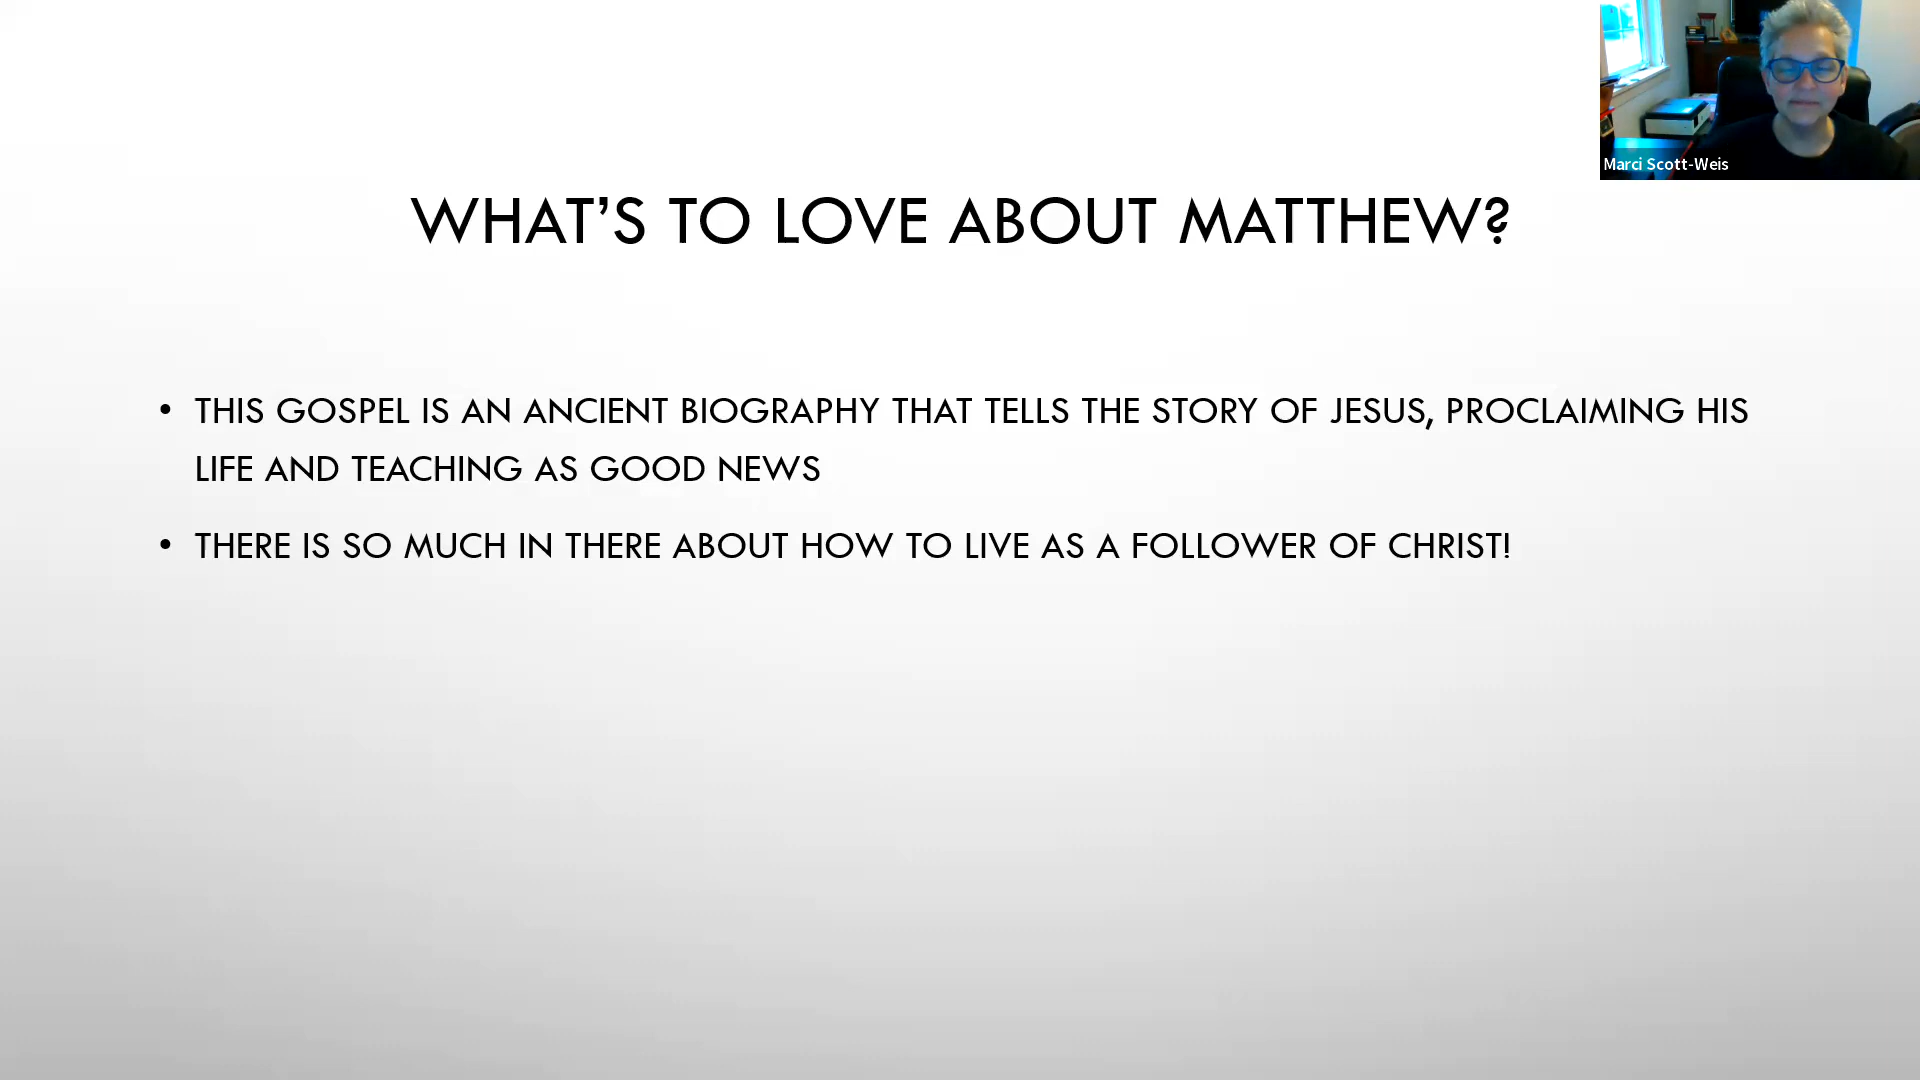 Marci Scott-Weis
WHAT’S TO LOVE ABOUT MATTHEW?
• THIS GOSPEL IS AN ANCIENT BIOGRAPHY THAT TELLS THE STORY OF JESUS, PROCLAIMING HIS
LIFE AND TEACHING AS GOOD NEWS
• THERE IS SO MUCH IN THERE ABOUT HOW TO LIVE AS A FOLLOWER OF CHRIST!